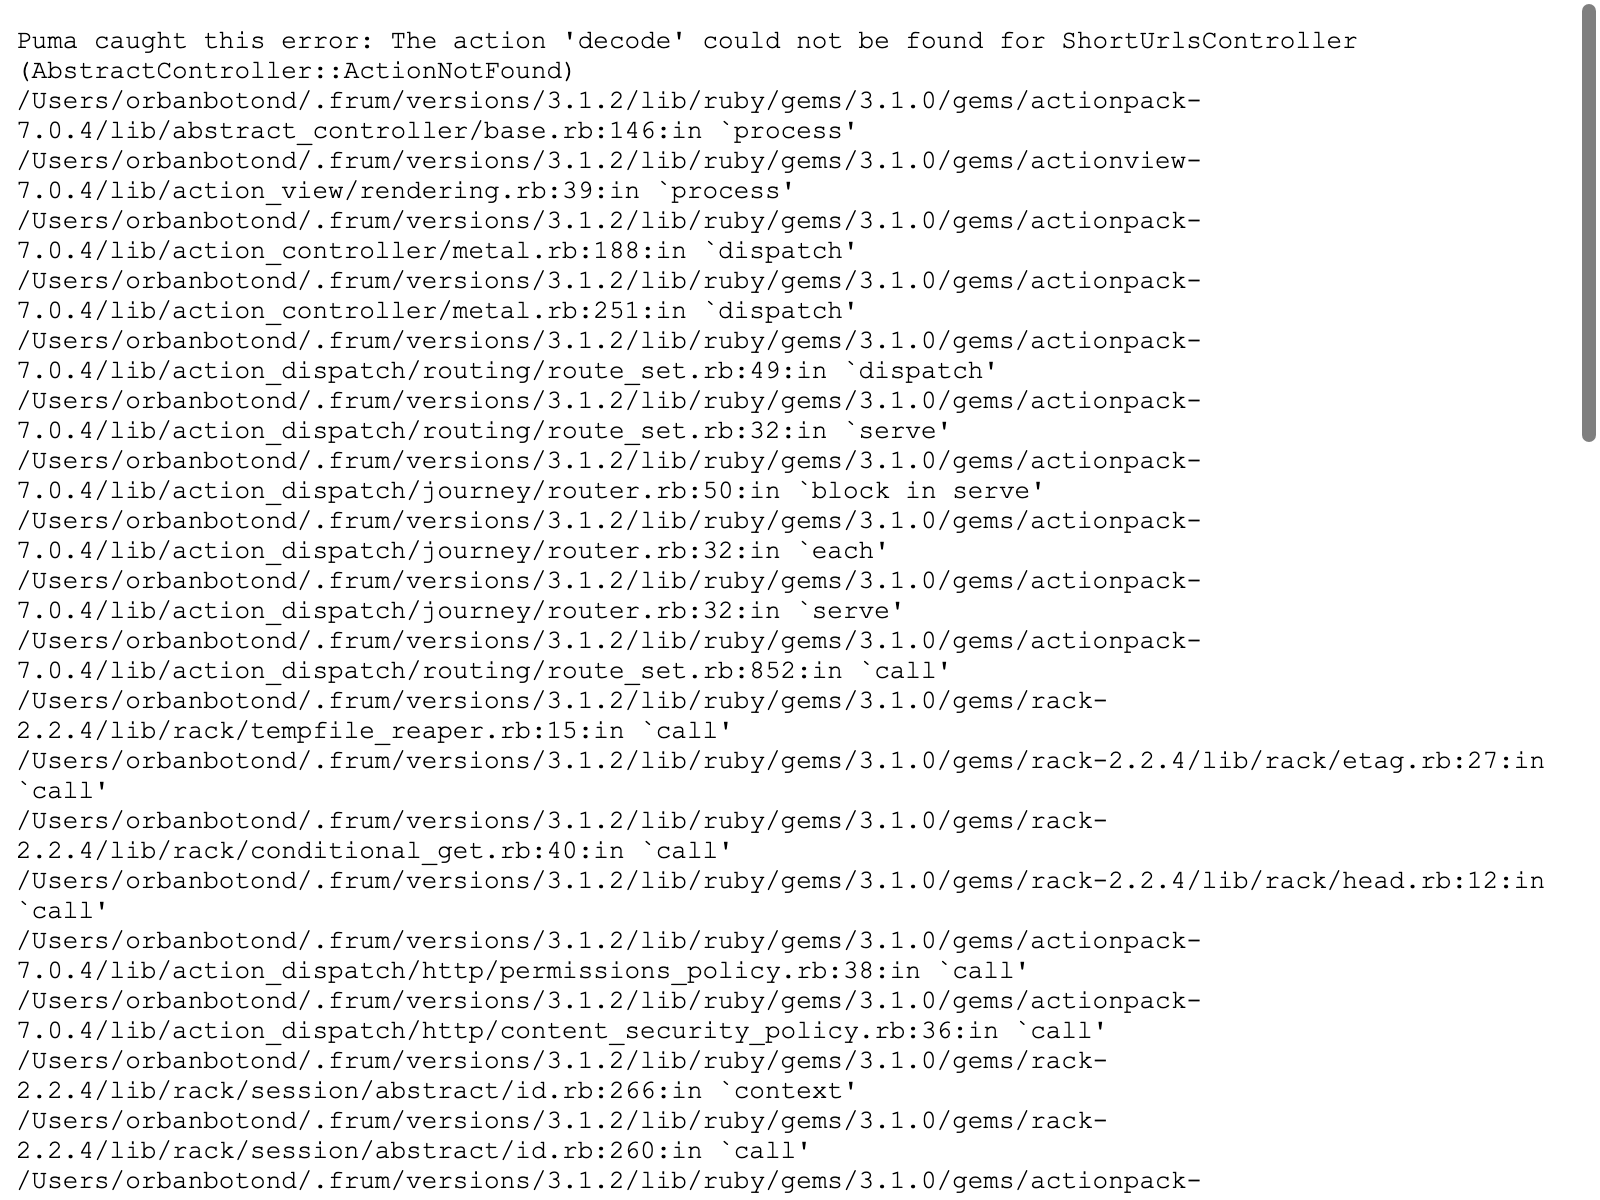 Puma caught this error: The action 'decode' could not be found for ShortUrlsController
(AbstractController::ActionNotFound)
/Users/orbanbotond/.frum/versions/3.1.2/lib/ruby/gems/3.1.0/gems/actionpack-
7.0.4/lib/abstract_controller/base.rb:146:in `process'
/Users/orbanbotond/.frum/versions/3.1.2/lib/ruby/gems/3.1.0/gems/actionview-
7.0.4/lib/action_view/rendering.rb:39:in `process'
/Users/orbanbotond/.frum/versions/3.1.2/lib/ruby/gems/3.1.0/gems/actionpack-
7.0.4/lib/action_controller/metal.rb:188:in `dispatch'
/Users/orbanbotond/.frum/versions/3.1.2/lib/ruby/gems/3.1.0/gems/actionpack-
7.0.4/lib/action_controller/metal.rb:251:in `dispatch'
/Users/orbanbotond/.frum/versions/3.1.2/lib/ruby/gems/3.1.0/gems/actionpack-
7.0.4/lib/action_dispatch/routing/route_set.rb:49:in `dispatch'
/Users/orbanbotond/.frum/versions/3.1.2/lib/ruby/gems/3.1.0/gems/actionpack-
7.0.4/lib/action_dispatch/routing/route_set.rb:32:in `serve'
/Users/orbanbotond/.frum/versions/3.1.2/lib/ruby/gems/3.1.0/gems/actionpack-
7.0.4/lib/action_dispatch/journey/router.rb:50:in `block in serve'
/Users/orbanbotond/.frum/versions/3.1.2/lib/ruby/gems/3.1.0/gems/actionpack-
7.0.4/lib/action_dispatch/journey/router.rb:32:in `each'
/Users/orbanbotond/.frum/versions/3.1.2/lib/ruby/gems/3.1.0/gems/actionpack-
7.0.4/lib/action_dispatch/journey/router.rb:32:in `serve'
/Users/orbanbotond/.frum/versions/3.1.2/lib/ruby/gems/3.1.0/gems/actionpack-
7.0.4/lib/action_dispatch/routing/route_set.rb:852:in `call'
/Users/orbanbotond/.frum/versions/3.1.2/lib/ruby/gems/3.1.0/gems/rack-
2.2.4/lib/rack/tempfile_reaper.rb:15:in `call'
/Users/orbanbotond/.frum/versions/3.1.2/lib/ruby/gems/3.1.0/gems/rack-2.2.4/lib/rack/etag.rb:27:in
`call'
/Users/orbanbotond/.frum/versions/3.1.2/lib/ruby/gems/3.1.0/gems/rack-
2.2.4/lib/rack/conditional_get.rb:40:in `call'
/Users/orbanbotond/.frum/versions/3.1.2/lib/ruby/gems/3.1.0/gems/rack-2.2.4/lib/rack/head.rb:12:in
`call'
/Users/orbanbotond/.frum/versions/3.1.2/lib/ruby/gems/3.1.0/gems/actionpack-
7.0.4/lib/action_dispatch/http/permissions_policy.rb:38:in `call'
/Users/orbanbotond/.frum/versions/3.1.2/lib/ruby/gems/3.1.0/gems/actionpack-
7.0.4/lib/action_dispatch/http/content_security_policy.rb:36:in `call'
/Users/orbanbotond/.frum/versions/3.1.2/lib/ruby/gems/3.1.0/gems/rack-
2.2.4/lib/rack/session/abstract/id.rb:266:in `context'
/Users/orbanbotond/.frum/versions/3.1.2/lib/ruby/gems/3.1.0/gems/rack-
2.2.4/lib/rack/session/abstract/id.rb:260:in `call'
/Users/orbanbotond/.frum/versions/3.1.2/lib/ruby/gems/3.1.0/gems/actionpack-